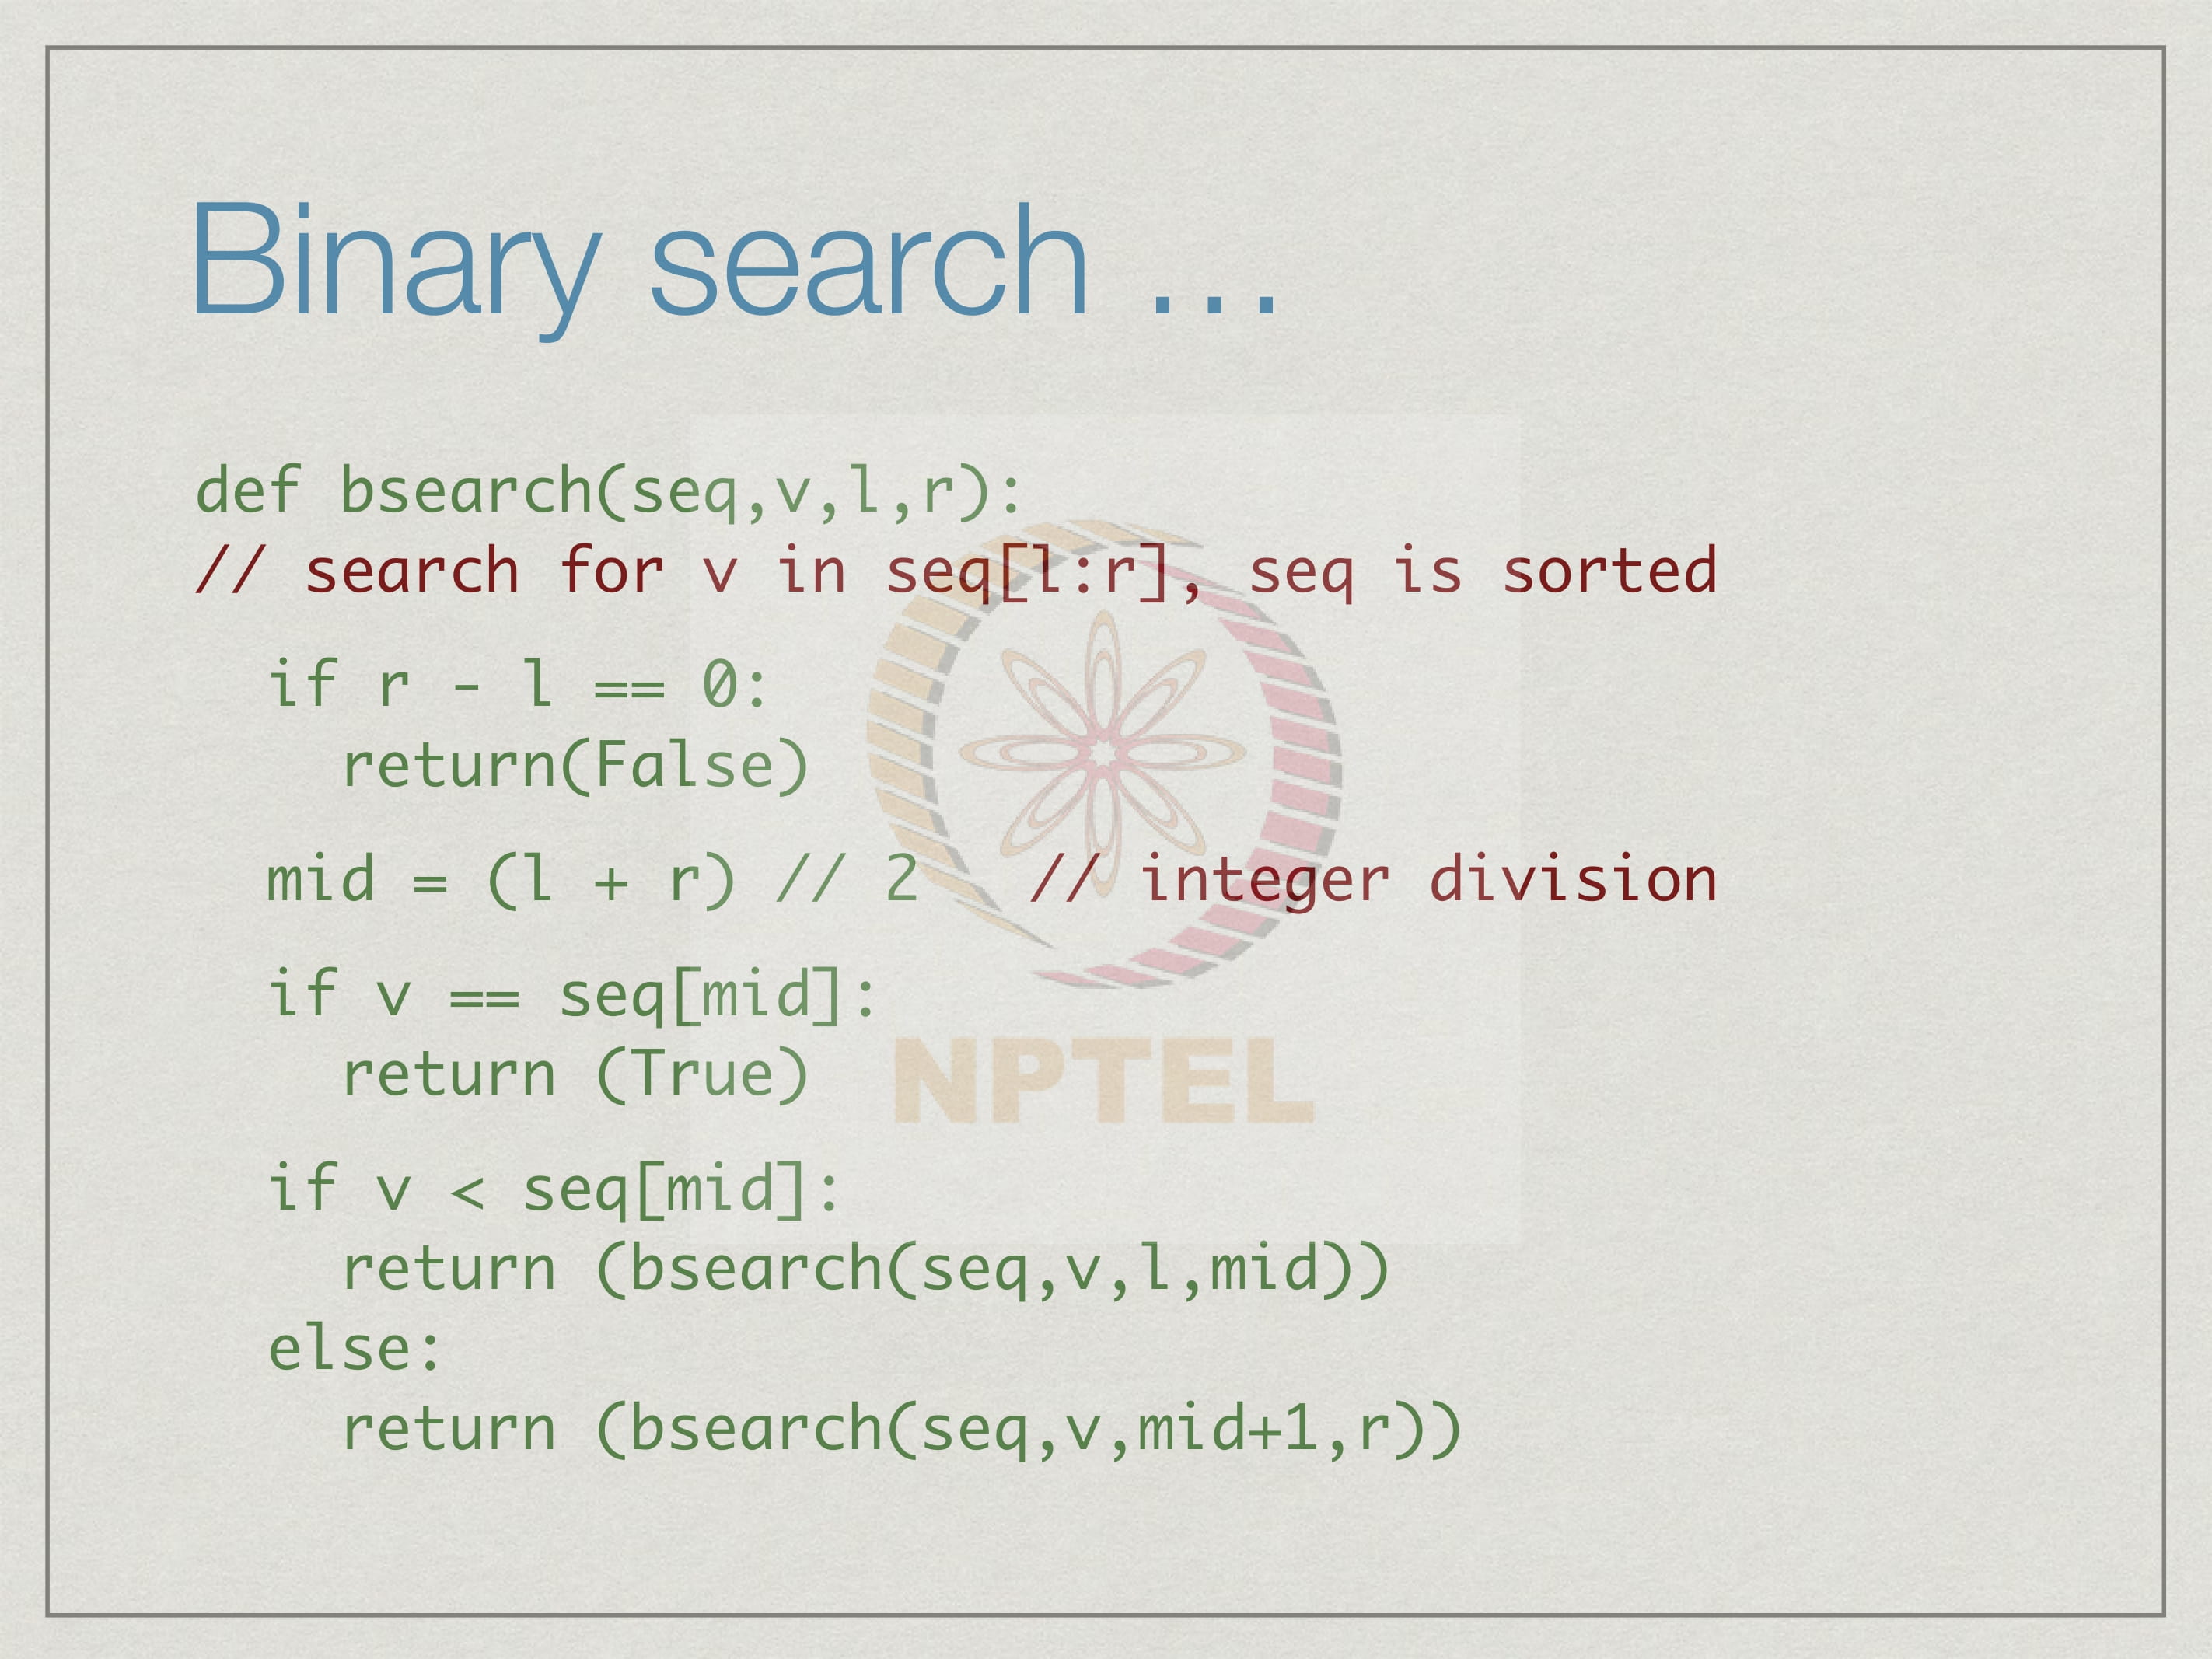 Binary search …
def bsearch(seq,v,l,r):
// search for v in seq[l:r], seq is sorted
if r - l == 0:
return(False)
mid = (l + r) // 2   // integer division
if v == seq[mid]:
return (True)
if v < seq[mid]:
return (bsearch(seq,v,l,mid))
else:
return (bsearch(seq,v,mid+1,r))
NPTEL